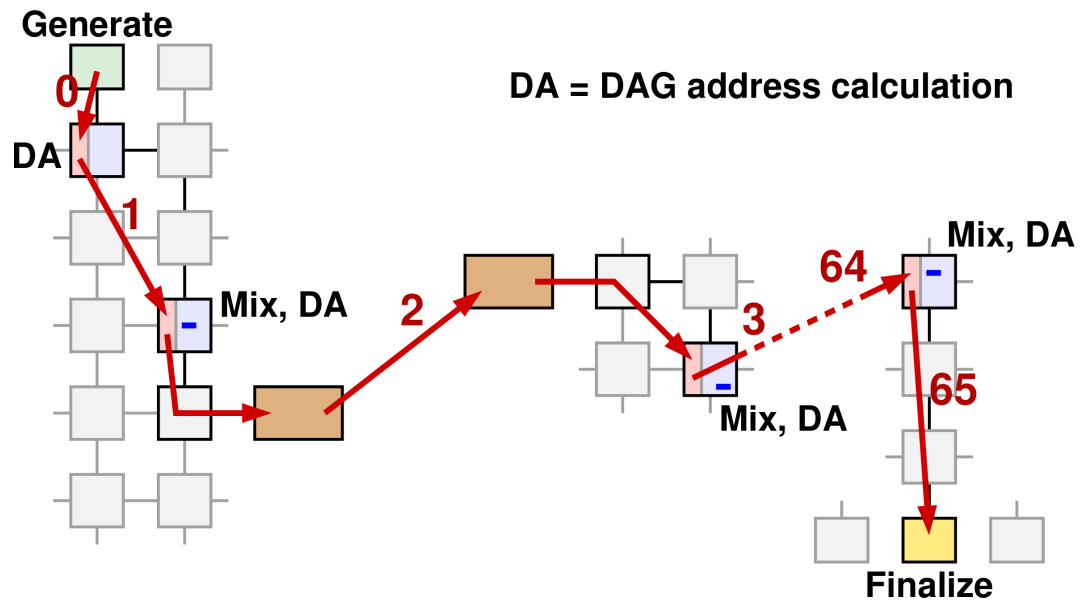 Generate
0
DA = DAG address calculation
DA
1
Mix, DA
64
Mix, DA
2
3
65
Mix, DA
Finalize